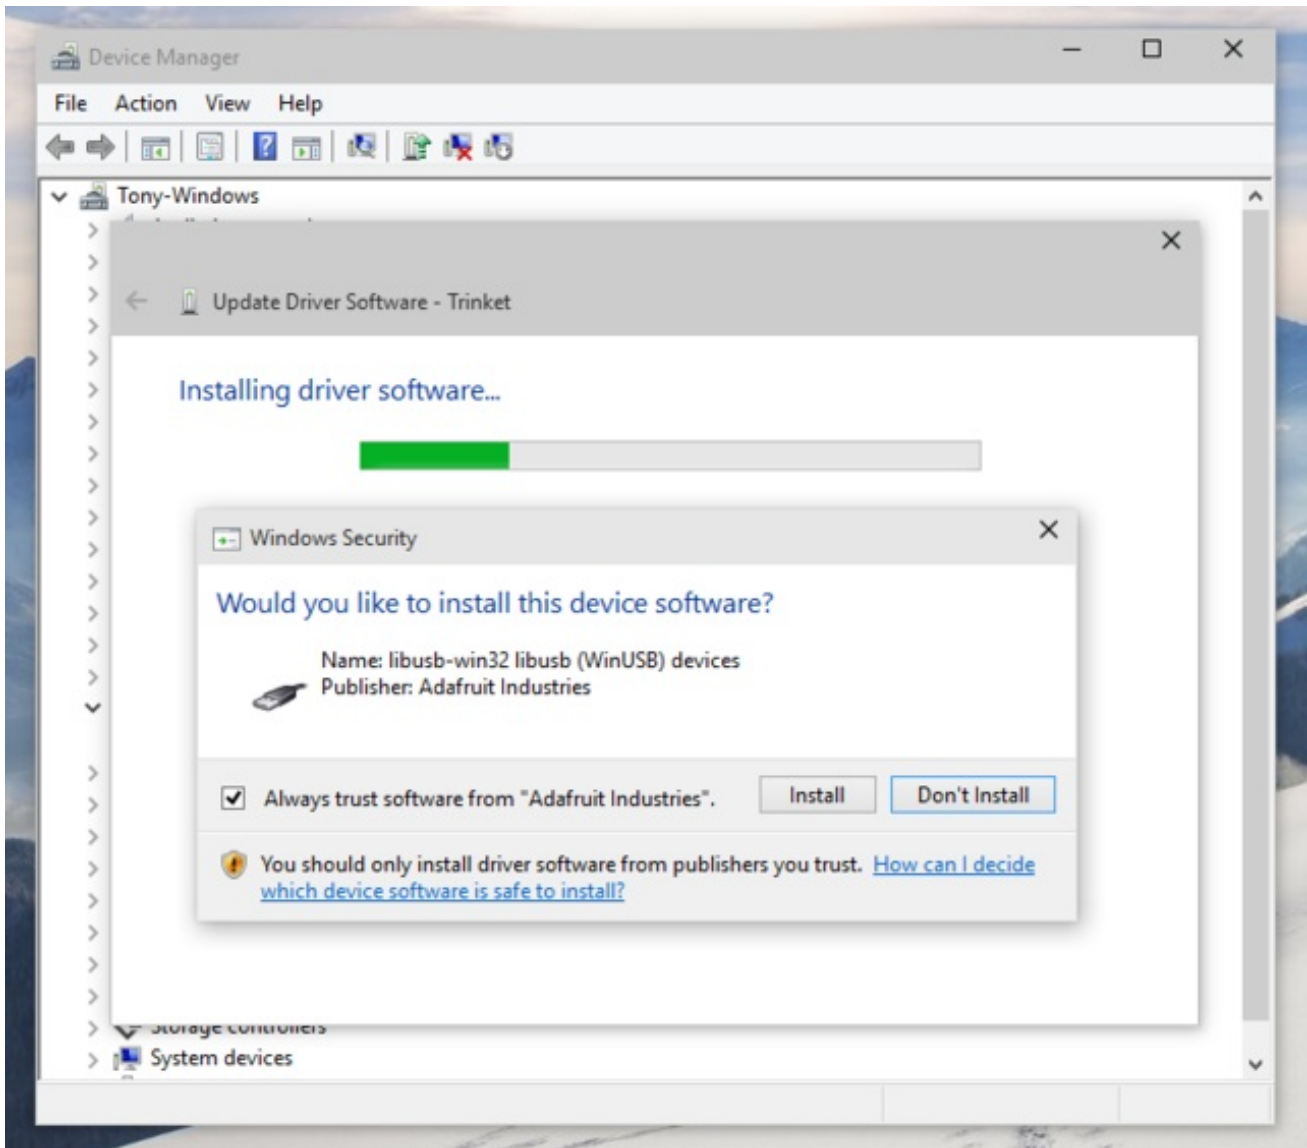 Device Manager
File Action View Help
Tony-Windows
Update Driver Software - Trinket
Installing driver software...
Windows Security
Would you like to install this device software?
Name: libusb-win32 libusb (WinUSB) devices
Publisher: Adafruit Industries
Always trust software from "Adafruit Industries".
Install
Don't Install
You should only install driver software from publishers you trust. How can I decide
which device software is safe to install?
Storage controllers
System devices